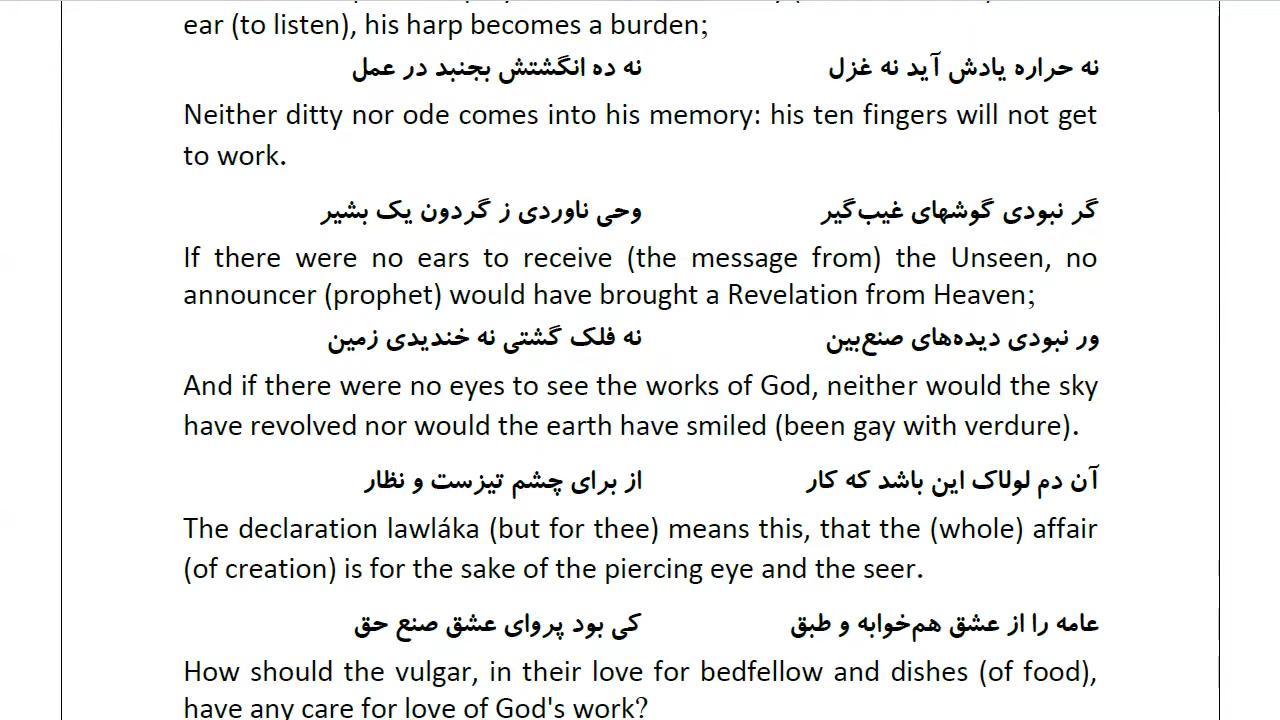 ear (to listen), his harp becomes a burden;
نه حراره یادش آید نه غزل نه ده انگشتش بجنبد در عمل
Neither ditty nor ode comes into his memory: his ten fingers will not get
to work.
گر نبودی گوشهای غیب‌گیر وحی ناوردی ز گردون یک بشیر
If there were no ears to receive (the message from) the Unseen, no
announcer (prophet) would have brought a Revelation from Heaven;
ور نبودی دیده‌های صنع‌بین نه فلک گشتی نه خندیدی زمین
And if there were no eyes to see the works of God, neither would the sky
have revolved nor would the earth have smiled (been gay with verdure).
آن دم لولاک این باشد که کار از برای چشم تیزست و نظار
The declaration lawláka (but for thee) means this, that the (whole) affair
(of creation) is for the sake of the piercing eye and the seer.
عامه را از عشق هم‌خوابه و طبق کی بود پروای عشق صنع حق
How should the vulgar, in their love for bedfellow and dishes (of food),
have any care for love of God's work?